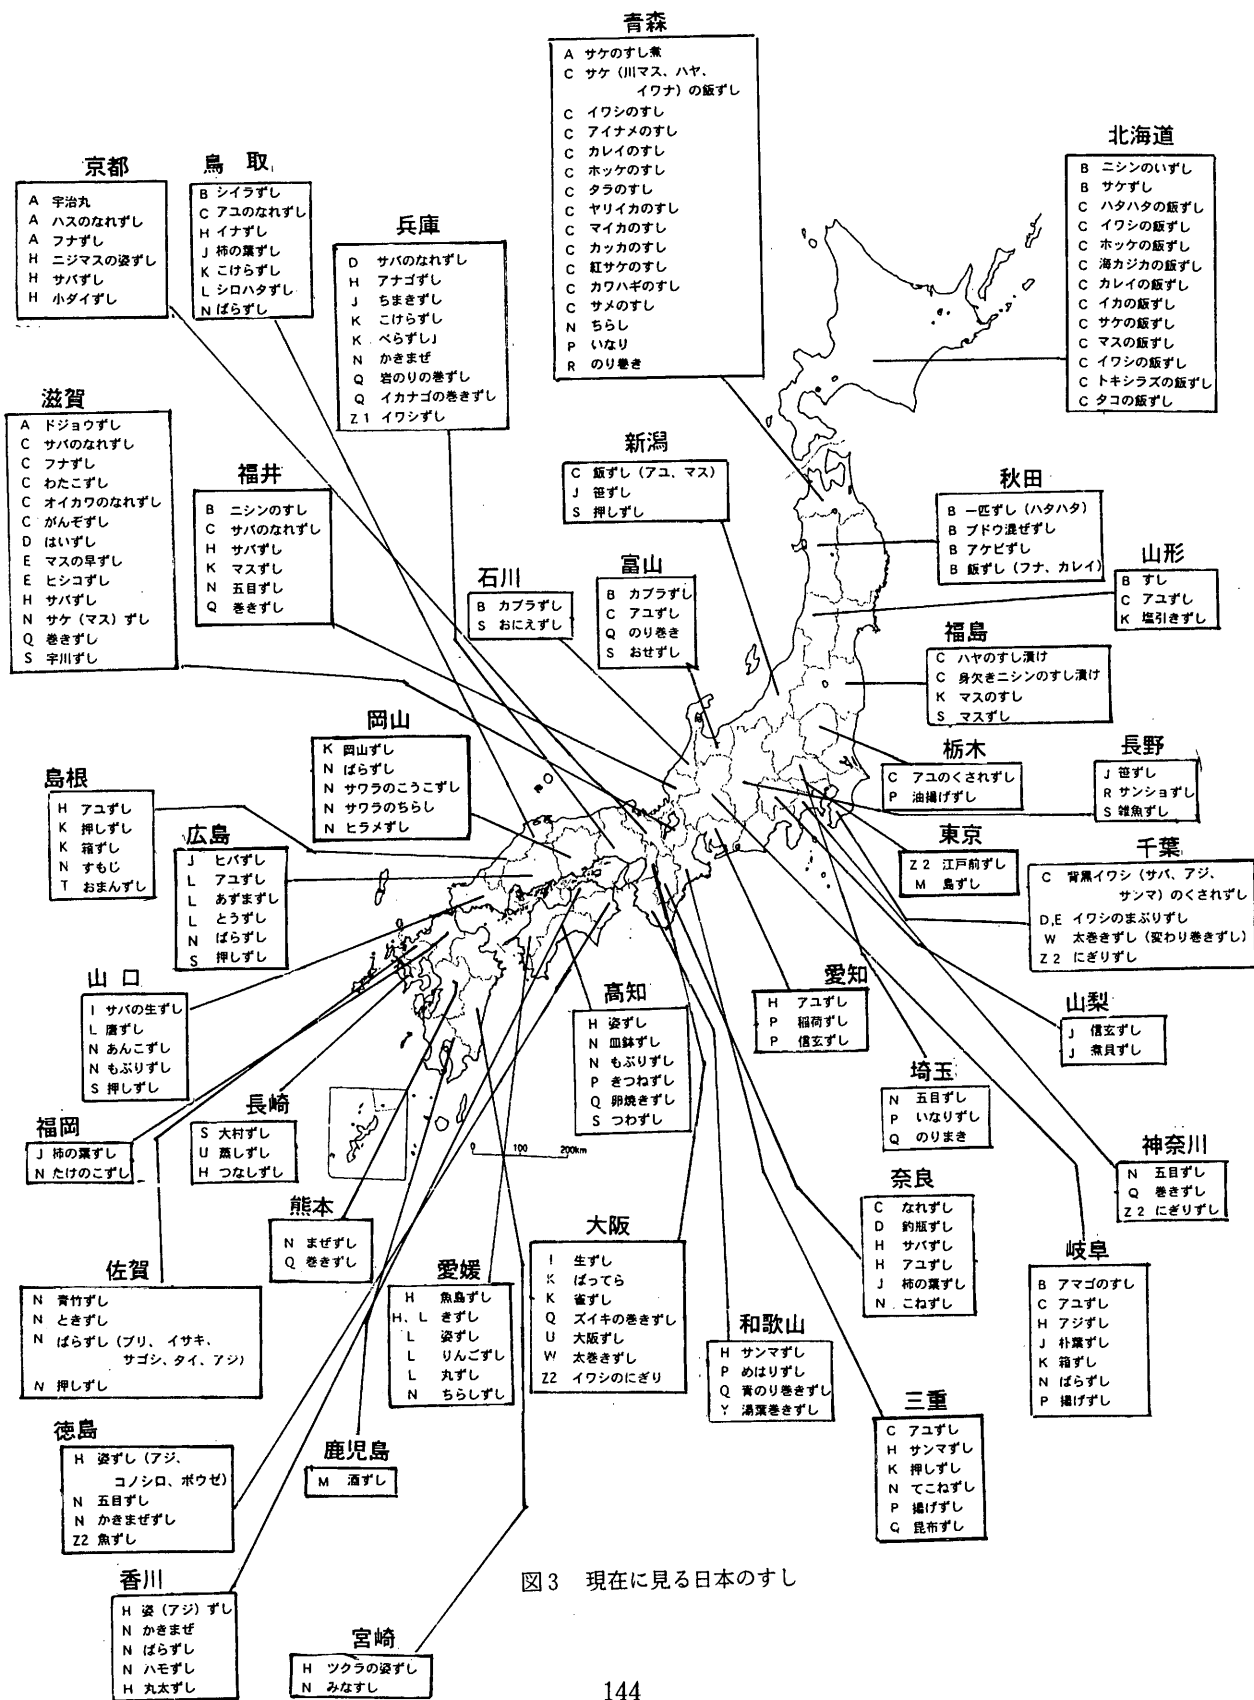 青森
A サケのすし煮
C サケ（川マス、ハヤ、
イワナ）の飯ずし
C イワシのすし
C アイナメのすし
C カレイのすし
C ホッケのすし
C タラのすし
C ヤリイカのすし
C マイカのすし
C カッカのすし
C 紅サケのすし
C カワハギのすし
C サメのすし
N ちらし
P いなり
R のり巻き
北海道
B ニシンのいずし
B サケずし
C ハタハタの飯ずし
C イワシの飯ずし
C ホッケの飯ずし
C 海カジカの飯ずし
C カレイの飯ずし
C イカの飯ずし
C サケの飯ずし
C マスの飯ずし
C イワシの飯ずし
C トキシラズの飯ずし
C タコの飯ずし
京都
A 宇治丸
A ハスのなれずし
A フナずし
H ニジマスの姿ずし
H サバずし
H 小ダイずし
鳥取
B シイラずし
C アユのなれずし
H イナずし
J 柿の葉ずし
K こけらずし
L シロハタずし
N ばらずし
兵庫
D サバのなれずし
H アナゴずし
J ちまきずし
K こけらずし
K べらずし」
N かきまぜ
Q 岩のりの巻ずし
Q イカナゴの巻きずし
Z1 イワシずし
滋賀
A ドジョウずし
C サバのなれずし
C フナずし
C わたこずし
C オイカワのなれずし
C がんぞずし
D はいずし
E マスの早ずし
E ヒシコずし
H サバずし
N サケ（マス）ずし
Q 巻きずし
S 宇川ずし
福井
B ニシンのすし
C サバのなれずし
H サバずし
K マスずし
N 五目ずし
Q 巻きずし
新潟
C 飯ずし（アユ、マス）
J 笹ずし
S 押しずし
秋田
B 一匹ずし（ハタハタ）
B ブドウ混ぜずし
B アケビずし
B 飯ずし（フナ、カレイ）
山形
B すし
C アユずし
K 塩引きずし
石川
B カブラずし
S おにえずし
富山
B カブラずし
C アユずし
Q のり巻き
S おせずし
福島
C ハヤのすし漬け
C 身欠きニシンのすし漬け
K マスのすし
S マスずし
栃木
C アユのくされずし
P 油揚げずし
長野
J 笹ずし
R サンショずし
S 雑魚ずし
岡山
K 岡山ずし
N ばらずし
N サワラのこうこずし
N サワラのちらし
N ヒラメずし
島根
H アユずし
K 押しずし
K 箱ずし
N すもじ
T おまんずし
広島
J ヒバずし
L アユずし
L あずまずし
L とうずし
N ばらずし
S 押しずし
東京
Z2 江戸前ずし
M 島ずし
千葉
C 背黒イワシ（サバ、アジ、
サンマ）のくされずし
D,E イワシのまぶりずし
W 太巻きずし（変わり巻きずし）
Z2 にぎりずし
山口
I サバの生ずし
L 唐ずし
N あんこずし
N もぶりずし
S 押しずし
高知
H 姿ずし
N 皿鉢ずし
N もぶりずし
P きつねずし
Q 卵焼きずし
S つわずし
愛知
H アユずし
P 稲荷ずし
P 信玄ずし
山梨
J 信玄ずし
J 煮貝ずし
埼玉
N 五目ずし
P いなりずし
Q のりまき
神奈川
N 五目ずし
Q 巻きずし
Z2 にぎりずし
福岡
J 柿の葉ずし
N たけのこずし
長崎
S 大村ずし
U 蒸しずし
H つなしずし
0 100 200km
熊本
N まぜずし
Q 巻きずし
奈良
C なれずし
D 釣瓶ずし
H サバずし
H アユずし
J 柿の葉ずし
N こねずし
岐阜
B アマゴのすし
C アユずし
H アジずし
J 朴葉ずし
K 箱ずし
N ばらずし
P 揚げずし
佐賀
N 青竹ずし
N ときずし
N ばらずし（ブリ、イサキ、
サゴシ、タイ、アジ）
N 押しずし
愛媛
H 魚島ずし
H、L きずし
L 姿ずし
L りんごずし
L 丸ずし
N ちらしずし
大阪
I 生ずし
K ばってら
K 雀ずし
Q ズイキの巻きずし
U 大阪ずし
W 太巻きずし
Z2 イワシのにぎり
和歌山
H サンマずし
P めはりずし
Q 青のり巻きずし
Y 湯葉巻きずし
三重
C アユずし
H サンマずし
K 押しずし
N てこねずし
P 揚げずし
Q 昆布ずし
徳島
H 姿ずし（アジ、
コノシロ、ボウゼ）
N 五目ずし
N かきまぜずし
Z2 魚ずし
鹿児島
M 酒ずし
香川
H 姿（アジ）ずし
N かきまぜ
N ばらずし
N ハモずし
H 丸太ずし
宮崎
H ツクラの姿ずし
N みなすし
図3 現在に見る日本のすし
144